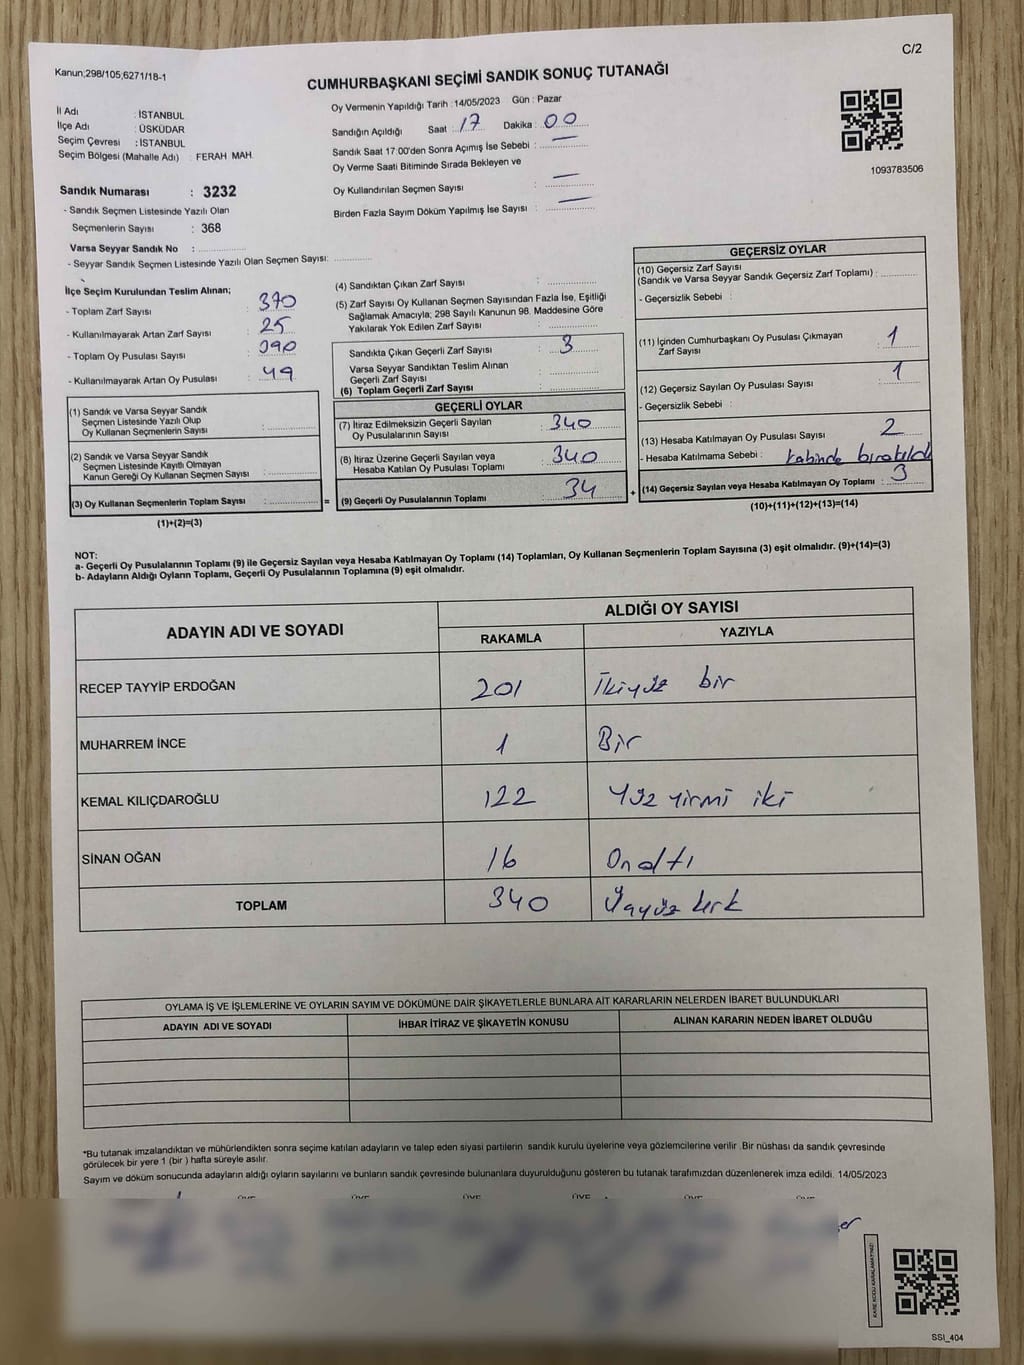 C/2
Kanun;298/105;6271/18-1
CUMHURBAŞKANI SEÇİMİ SANDIK SONUÇ TUTANAĞI
İl Adı : İSTANBUL
İlçe Adı : ÜSKÜDAR
Seçim Çevresi : İSTANBUL
Seçim Bölgesi (Mahalle Adı) : FERAH MAH.
Oy Vermenin Yapıldığı Tarih :14/05/2023 Gün : Pazar
Sandığın Açıldığı Saat : 17 Dakika : 00
Sandık Saat 17:00'den Sonra Açımış İse Sebebi : —
Oy Verme Saati Bitiminde Sırada Bekleyen ve
Oy Kullandırılan Seçmen Sayısı : —
Birden Fazla Sayım Döküm Yapılmış İse Sayısı : —
1093783506
Sandık Numarası : 3232
- Sandık Seçmen Listesinde Yazılı Olan
Seçmenlerin Sayısı : 368
Varsa Seyyar Sandık No :
- Seyyar Sandık Seçmen Listesinde Yazılı Olan Seçmen Sayısı:
İlçe Seçim Kurulundan Teslim Alınan;
- Toplam Zarf Sayısı : 370
- Kullanılmayarak Artan Zarf Sayısı : 25
- Toplam Oy Pusulası Sayısı : 390
- Kullanılmayarak Artan Oy Pusulası : 49
(1) Sandık ve Varsa Seyyar Sandık
Seçmen Listesinde Yazılı Olup
Oy Kullanan Seçmenlerin Sayısı :
(2) Sandık ve Varsa Seyyar Sandık
Seçmen Listesinde Kayıtlı Olmayan
Kanun Gereği Oy Kullanan Seçmen Sayısı :
(3) Oy Kullanan Seçmenlerin Toplam Sayısı : =
(1)+(2)=(3)
(4) Sandıktan Çıkan Zarf Sayısı :
(5) Zarf Sayısı Oy Kullanan Seçmen Sayısından Fazla İse, Eşitliği
Sağlamak Amacıyla; 298 Sayılı Kanunun 98. Maddesine Göre
Yakılarak Yok Edilen Zarf Sayısı :
Sandıkta Çıkan Geçerli Zarf Sayısı : 3
Varsa Seyyar Sandıktan Teslim Alınan
Geçerli Zarf Sayısı :
(6) Toplam Geçerli Zarf Sayısı :
GEÇERLİ OYLAR
(7) İtiraz Edilmeksizin Geçerli Sayılan
Oy Pusulalarının Sayısı : 340
(8) İtiraz Üzerine Geçerli Sayılan veya
Hesaba Katılan Oy Pusulası Toplamı : 340
(9) Geçerli Oy Pusulalarının Toplamı : 34 +
GEÇERSİZ OYLAR
(10) Geçersiz Zarf Sayısı
(Sandık ve Varsa Seyyar Sandık Geçersiz Zarf Toplamı) :
- Geçersizlik Sebebi :
(11) İçinden Cumhurbaşkanı Oy Pusulası Çıkmayan
Zarf Sayısı : 1
(12) Geçersiz Sayılan Oy Pusulası Sayısı : 1
- Geçersizlik Sebebi :
(13) Hesaba Katılmayan Oy Pusulası Sayısı : 2
- Hesaba Katılmama Sebebi : kabinde bırakıldı
(14) Geçersiz Sayılan veya Hesaba Katılmayan Oy Toplamı : 3
(10)+(11)+(12)+(13)=(14)
NOT:
a- Geçerli Oy Pusulalarının Toplamı (9) ile Geçersiz Sayılan veya Hesaba Katılmayan Oy Toplamı (14) Toplamları, Oy Kullanan Seçmenlerin Toplam Sayısına (3) eşit olmalıdır. (9)+(14)=(3)
b- Adayların Aldığı Oyların Toplamı, Geçerli Oy Pusulalarının Toplamına (9) eşit olmalıdır.
ADAYIN ADI VE SOYADI ALDIĞI OY SAYISI
RAKAMLA YAZIYLA
RECEP TAYYİP ERDOĞAN 201 İkiyüz bir
MUHARREM İNCE 1 Bir
KEMAL KILIÇDAROĞLU 122 Yüz yirmi iki
SİNAN OĞAN 16 Onaltı
TOPLAM 340 Üçyüz kırk
OYLAMA İŞ VE İŞLEMLERİNE VE OYLARIN SAYIM VE DÖKÜMÜNE DAİR ŞİKAYETLERLE BUNLARA AİT KARARLARIN NELERDEN İBARET BULUNDUKLARI
ADAYIN ADI VE SOYADI İHBAR İTİRAZ VE ŞİKAYETİN KONUSU ALINAN KARARIN NEDEN İBARET OLDUĞU
*Bu tutanak imzalandıktan ve mühürlendikten sonra seçime katılan adayların ve talep eden siyasi partilerin sandık kurulu üyelerine veya gözlemcilerine verilir .Bir nüshası da sandık çevresinde
görülecek bir yere 1 (bir ) hafta süreyle asılır.
Sayım ve döküm sonucunda adayların aldığı oyların sayılarını ve bunların sandık çevresinde bulunanlara duyurulduğunu gösteren bu tutanak tarafımızdan düzenlenerek imza edildi. 14/05/2023
ÜYE ÜYE ÜYE ÜYE ÜYE ÜYE
KARE KODU KARALAMAYINIZ!
SSI_404